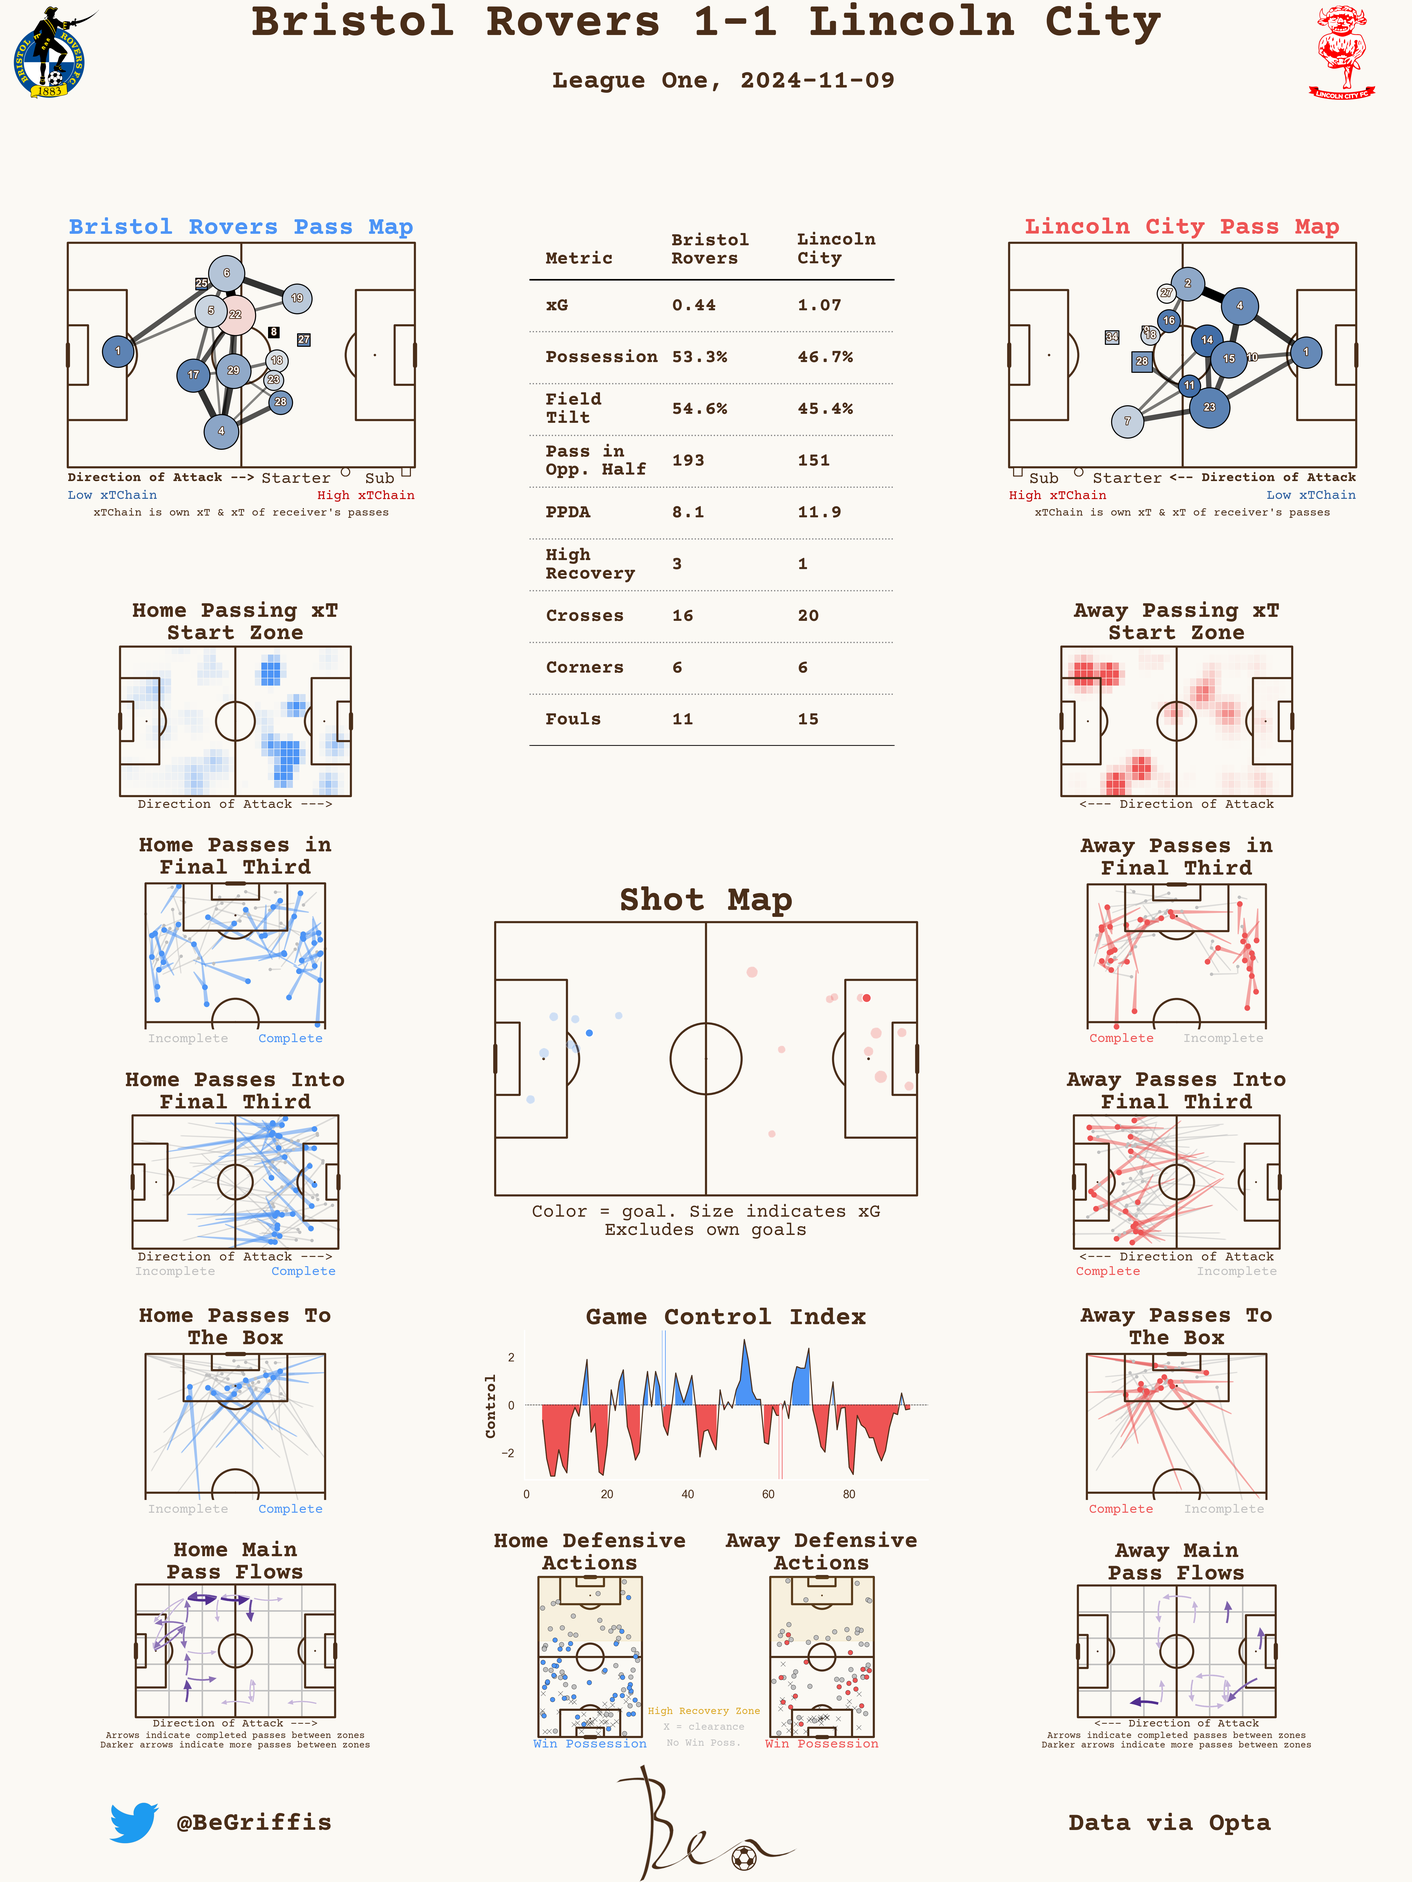 Bristol Rovers 1-1 Lincoln City
League One, 2024-11-09
BRISTOL ROVERS FC
1883
LINCOLN CITY FC
Bristol Rovers Pass Map
25
6
19
5
22
8
27
1
18
17
29
23
28
4
Direction of Attack --> Starter Sub
Low xTChain High xTChain
xTChain is own xT & xT of receiver's passes
Metric Bristol Rovers Lincoln City
xG 0.44 1.07
Possession 53.3% 46.7%
Field Tilt 54.6% 45.4%
Pass in Opp. Half 193 151
PPDA 8.1 11.9
High Recovery 3 1
Crosses 16 20
Corners 6 6
Fouls 11 15
Lincoln City Pass Map
2
27
4
16
34
18
14
28
15
10
1
11
23
7
Sub Starter <-- Direction of Attack
High xTChain Low xTChain
xTChain is own xT & xT of receiver's passes
Home Passing xT
Start Zone
Direction of Attack --->
Away Passing xT
Start Zone
<--- Direction of Attack
Home Passes in
Final Third
Incomplete Complete
Away Passes in
Final Third
Complete Incomplete
Shot Map
Color = goal. Size indicates xG
Excludes own goals
Home Passes Into
Final Third
Direction of Attack --->
Incomplete Complete
Away Passes Into
Final Third
<--- Direction of Attack
Complete Incomplete
Home Passes To
The Box
Incomplete Complete
Game Control Index
Control
2
0
−2
0 20 40 60 80
Away Passes To
The Box
Complete Incomplete
Home Main
Pass Flows
Direction of Attack --->
Arrows indicate completed passes between zones
Darker arrows indicate more passes between zones
Home Defensive
Actions
Win Possession
High Recovery Zone
X = clearance
No Win Poss.
Away Defensive
Actions
Win Possession
Away Main
Pass Flows
<--- Direction of Attack
Arrows indicate completed passes between zones
Darker arrows indicate more passes between zones
@BeGriffis
Ben
Data via Opta